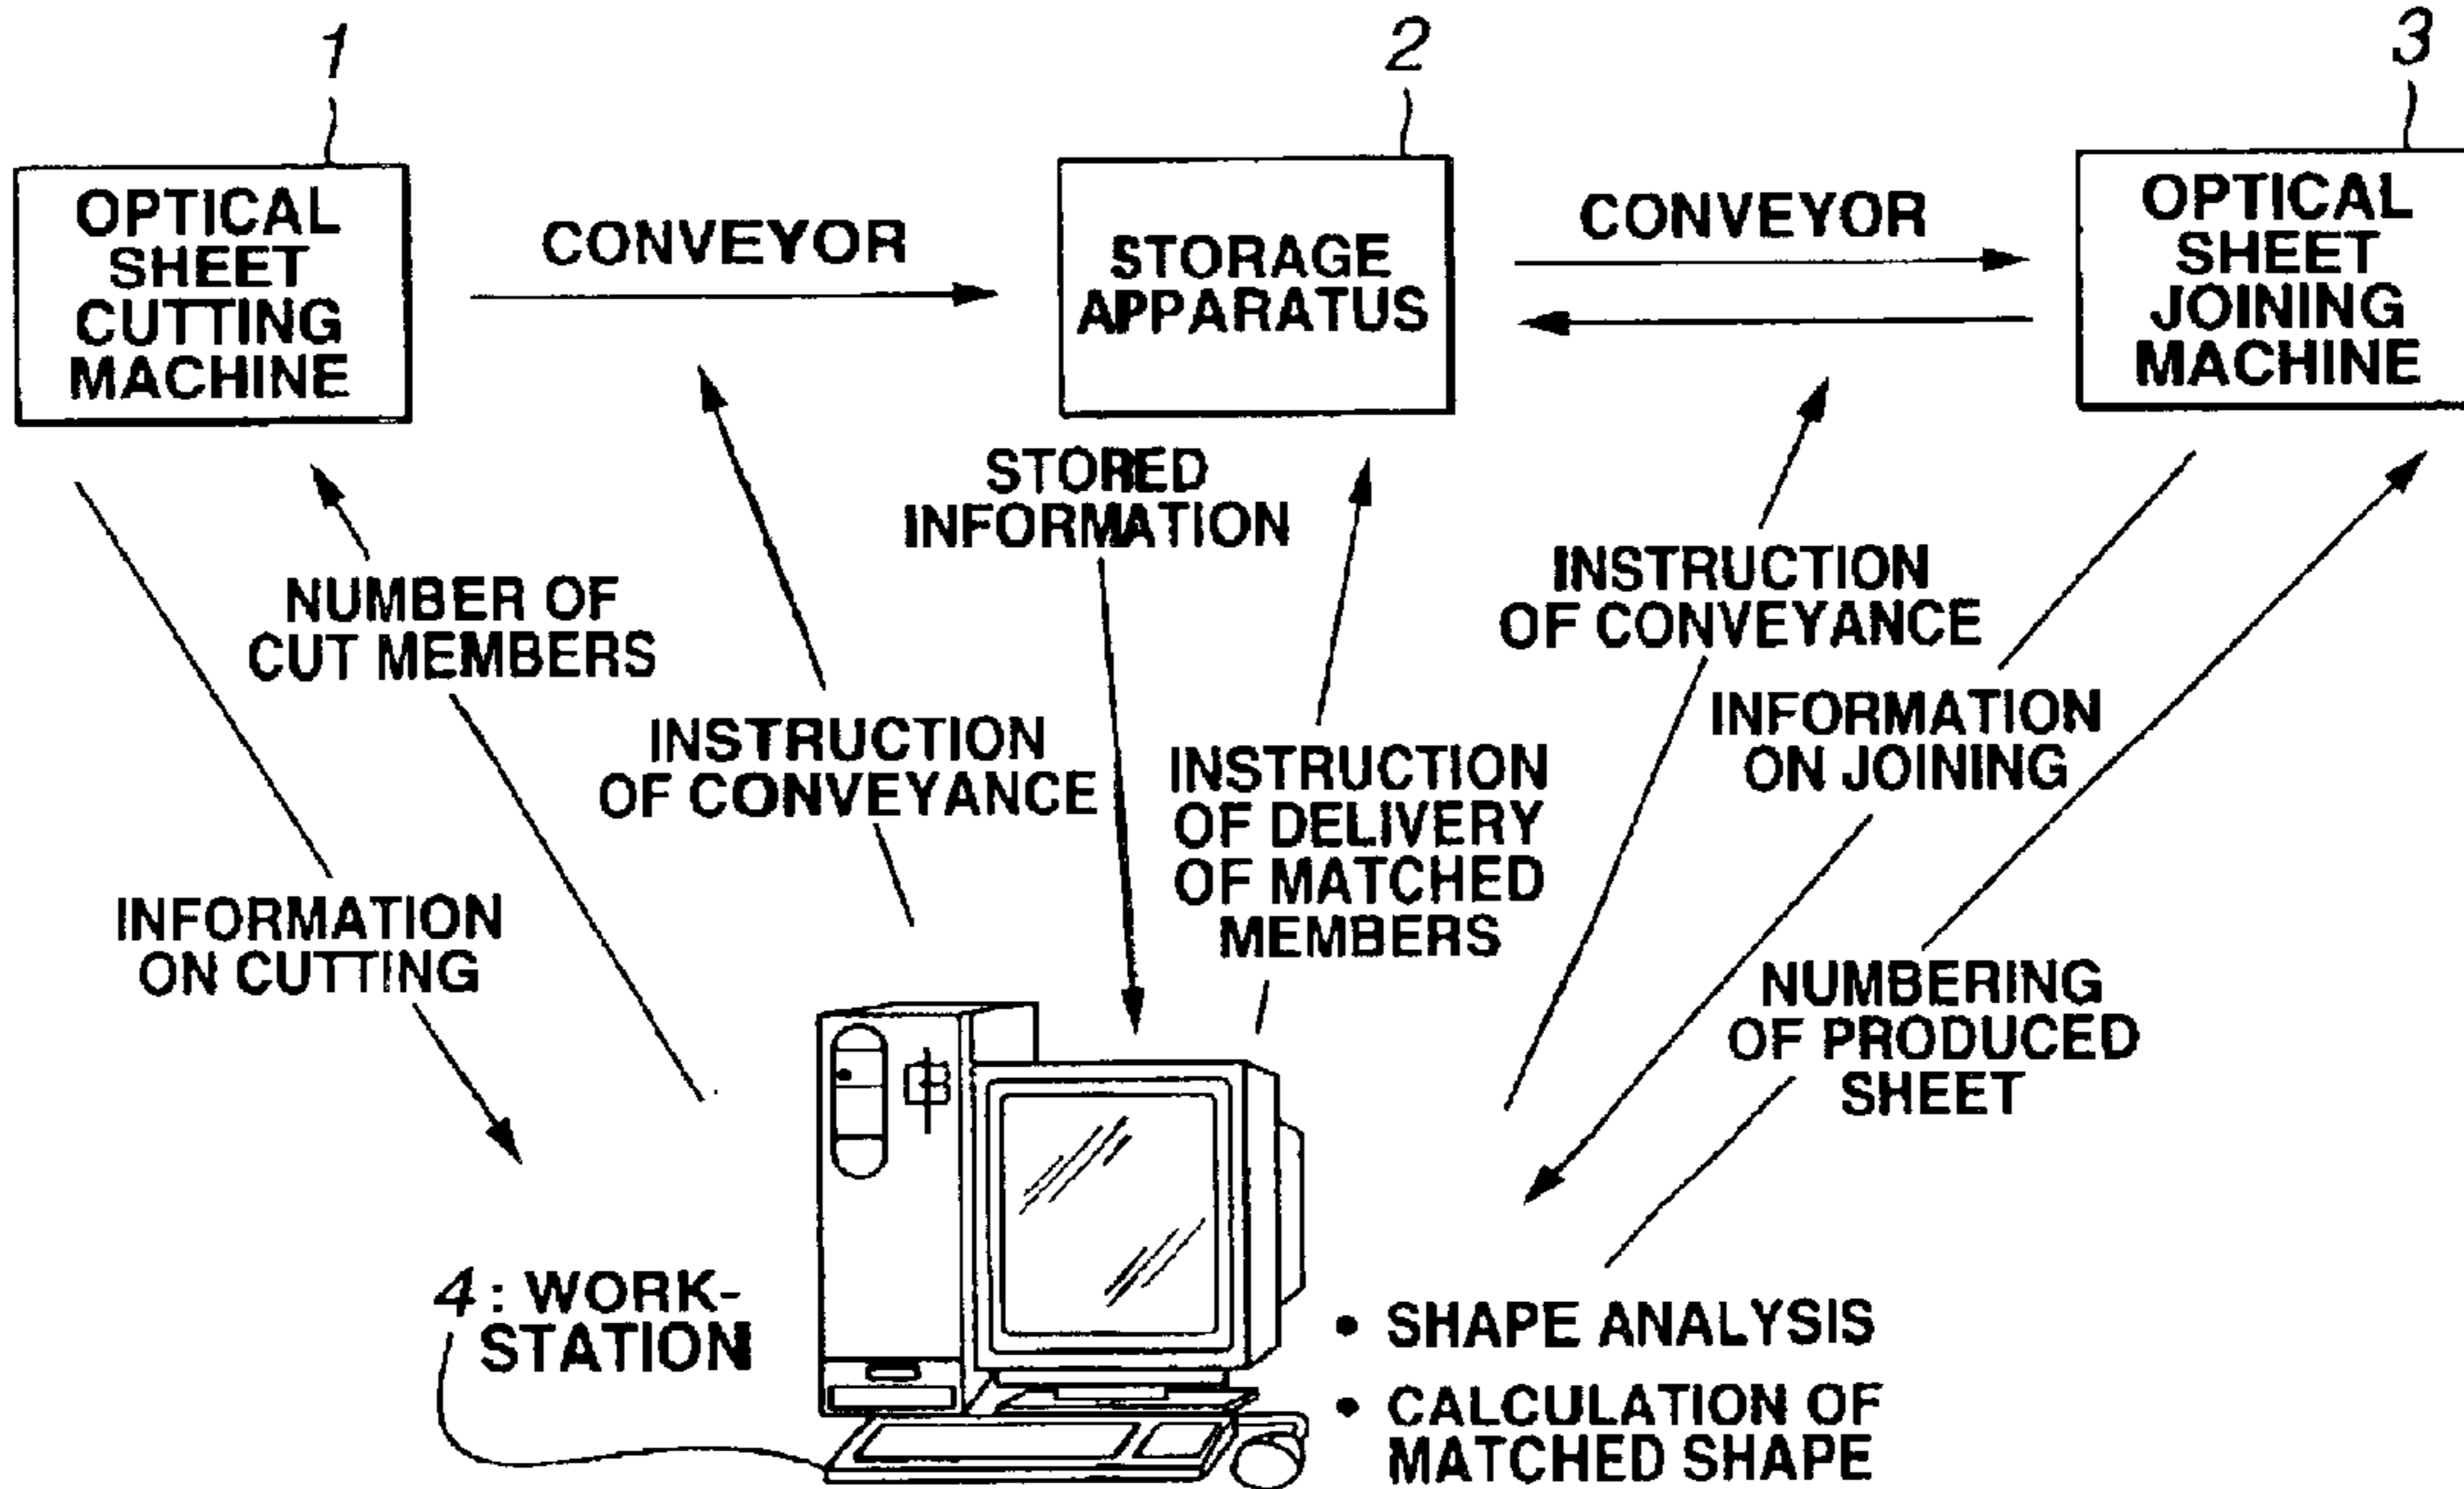 1
2
3
OPTICAL
SHEET
CUTTING
MACHINE
CONVEYOR
STORAGE
APPARATUS
CONVEYOR
OPTICAL
SHEET
JOINING
MACHINE
NUMBER OF
CUT MEMBERS
INFORMATION
ON CUTTING
INSTRUCTION
OF CONVEYANCE
STORED
INFORMATION
INSTRUCTION
OF DELIVERY
OF MATCHED
MEMBERS
INSTRUCTION
OF CONVEYANCE
INFORMATION
ON JOINING
NUMBERING
OF PRODUCED
SHEET
4 : WORK-
STATION
• SHAPE ANALYSIS
• CALCULATION OF
MATCHED SHAPE